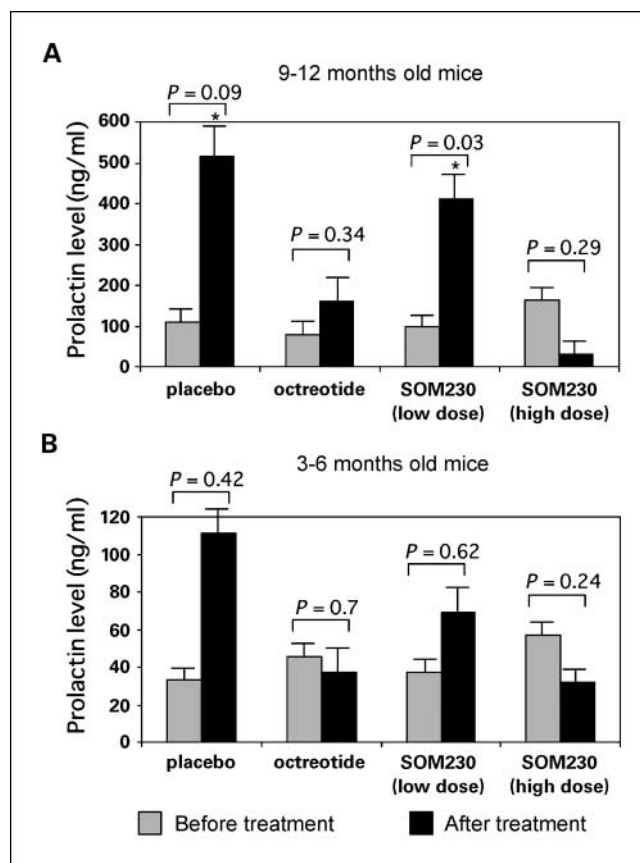 A
9-12 months old mice
P = 0.09
*
P = 0.34
P = 0.03
*
P = 0.29
Prolactin level (ng/ml)
600
500
400
300
200
100
0
placebo
octreotide
SOM230
(low dose)
SOM230
(high dose)
B
3-6 months old mice
P = 0.42
P = 0.7
P = 0.62
P = 0.24
Prolactin level (ng/ml)
120
100
80
60
40
20
0
placebo
octreotide
SOM230
(low dose)
SOM230
(high dose)
Before treatment
After treatment